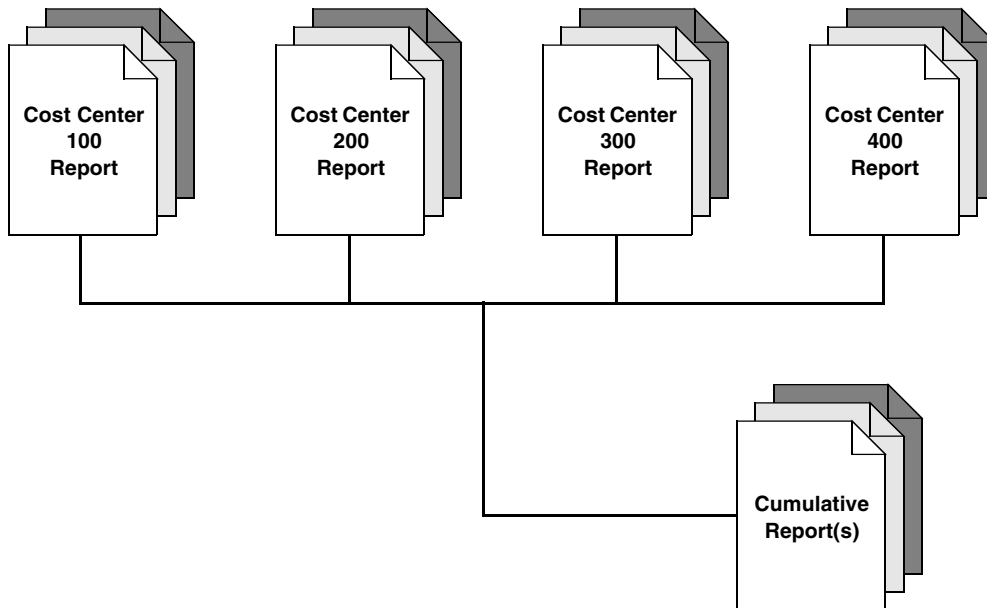 Cost Center
100
Report
Cost Center
200
Report
Cost Center
300
Report
Cost Center
400
Report
Cumulative
Report(s)